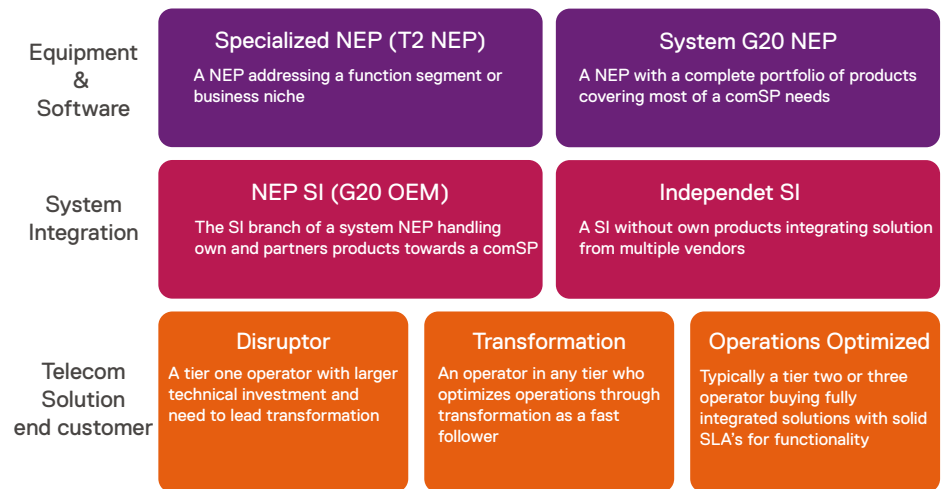 Equipment
&
Software
Specialized NEP (T2 NEP)
A NEP addressing a function segment or
business niche
System G20 NEP
A NEP with a complete portfolio of products
covering most of a comSP needs
System
Integration
NEP SI (G20 OEM)
The SI branch of a system NEP handling
own and partners products towards a comSP
Independet SI
A SI without own products integrating solution
from multiple vendors
Telecom
Solution
end customer
Disruptor
A tier one operator with larger
technical investment and
need to lead transformation
Transformation
An operator in any tier who
optimizes operations through
transformation as a fast
follower
Operations Optimized
Typically a tier two or three
operator buying fully
integrated solutions with solid
SLA's for functionality